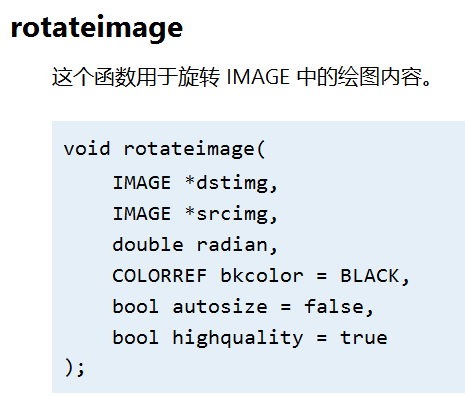 rotateimage
这个函数用于旋转 IMAGE 中的绘图内容。
void rotateimage(
    IMAGE *dstimg,
    IMAGE *srcimg,
    double radian,
    COLORREF bkcolor = BLACK,
    bool autosize = false,
    bool highquality = true
);